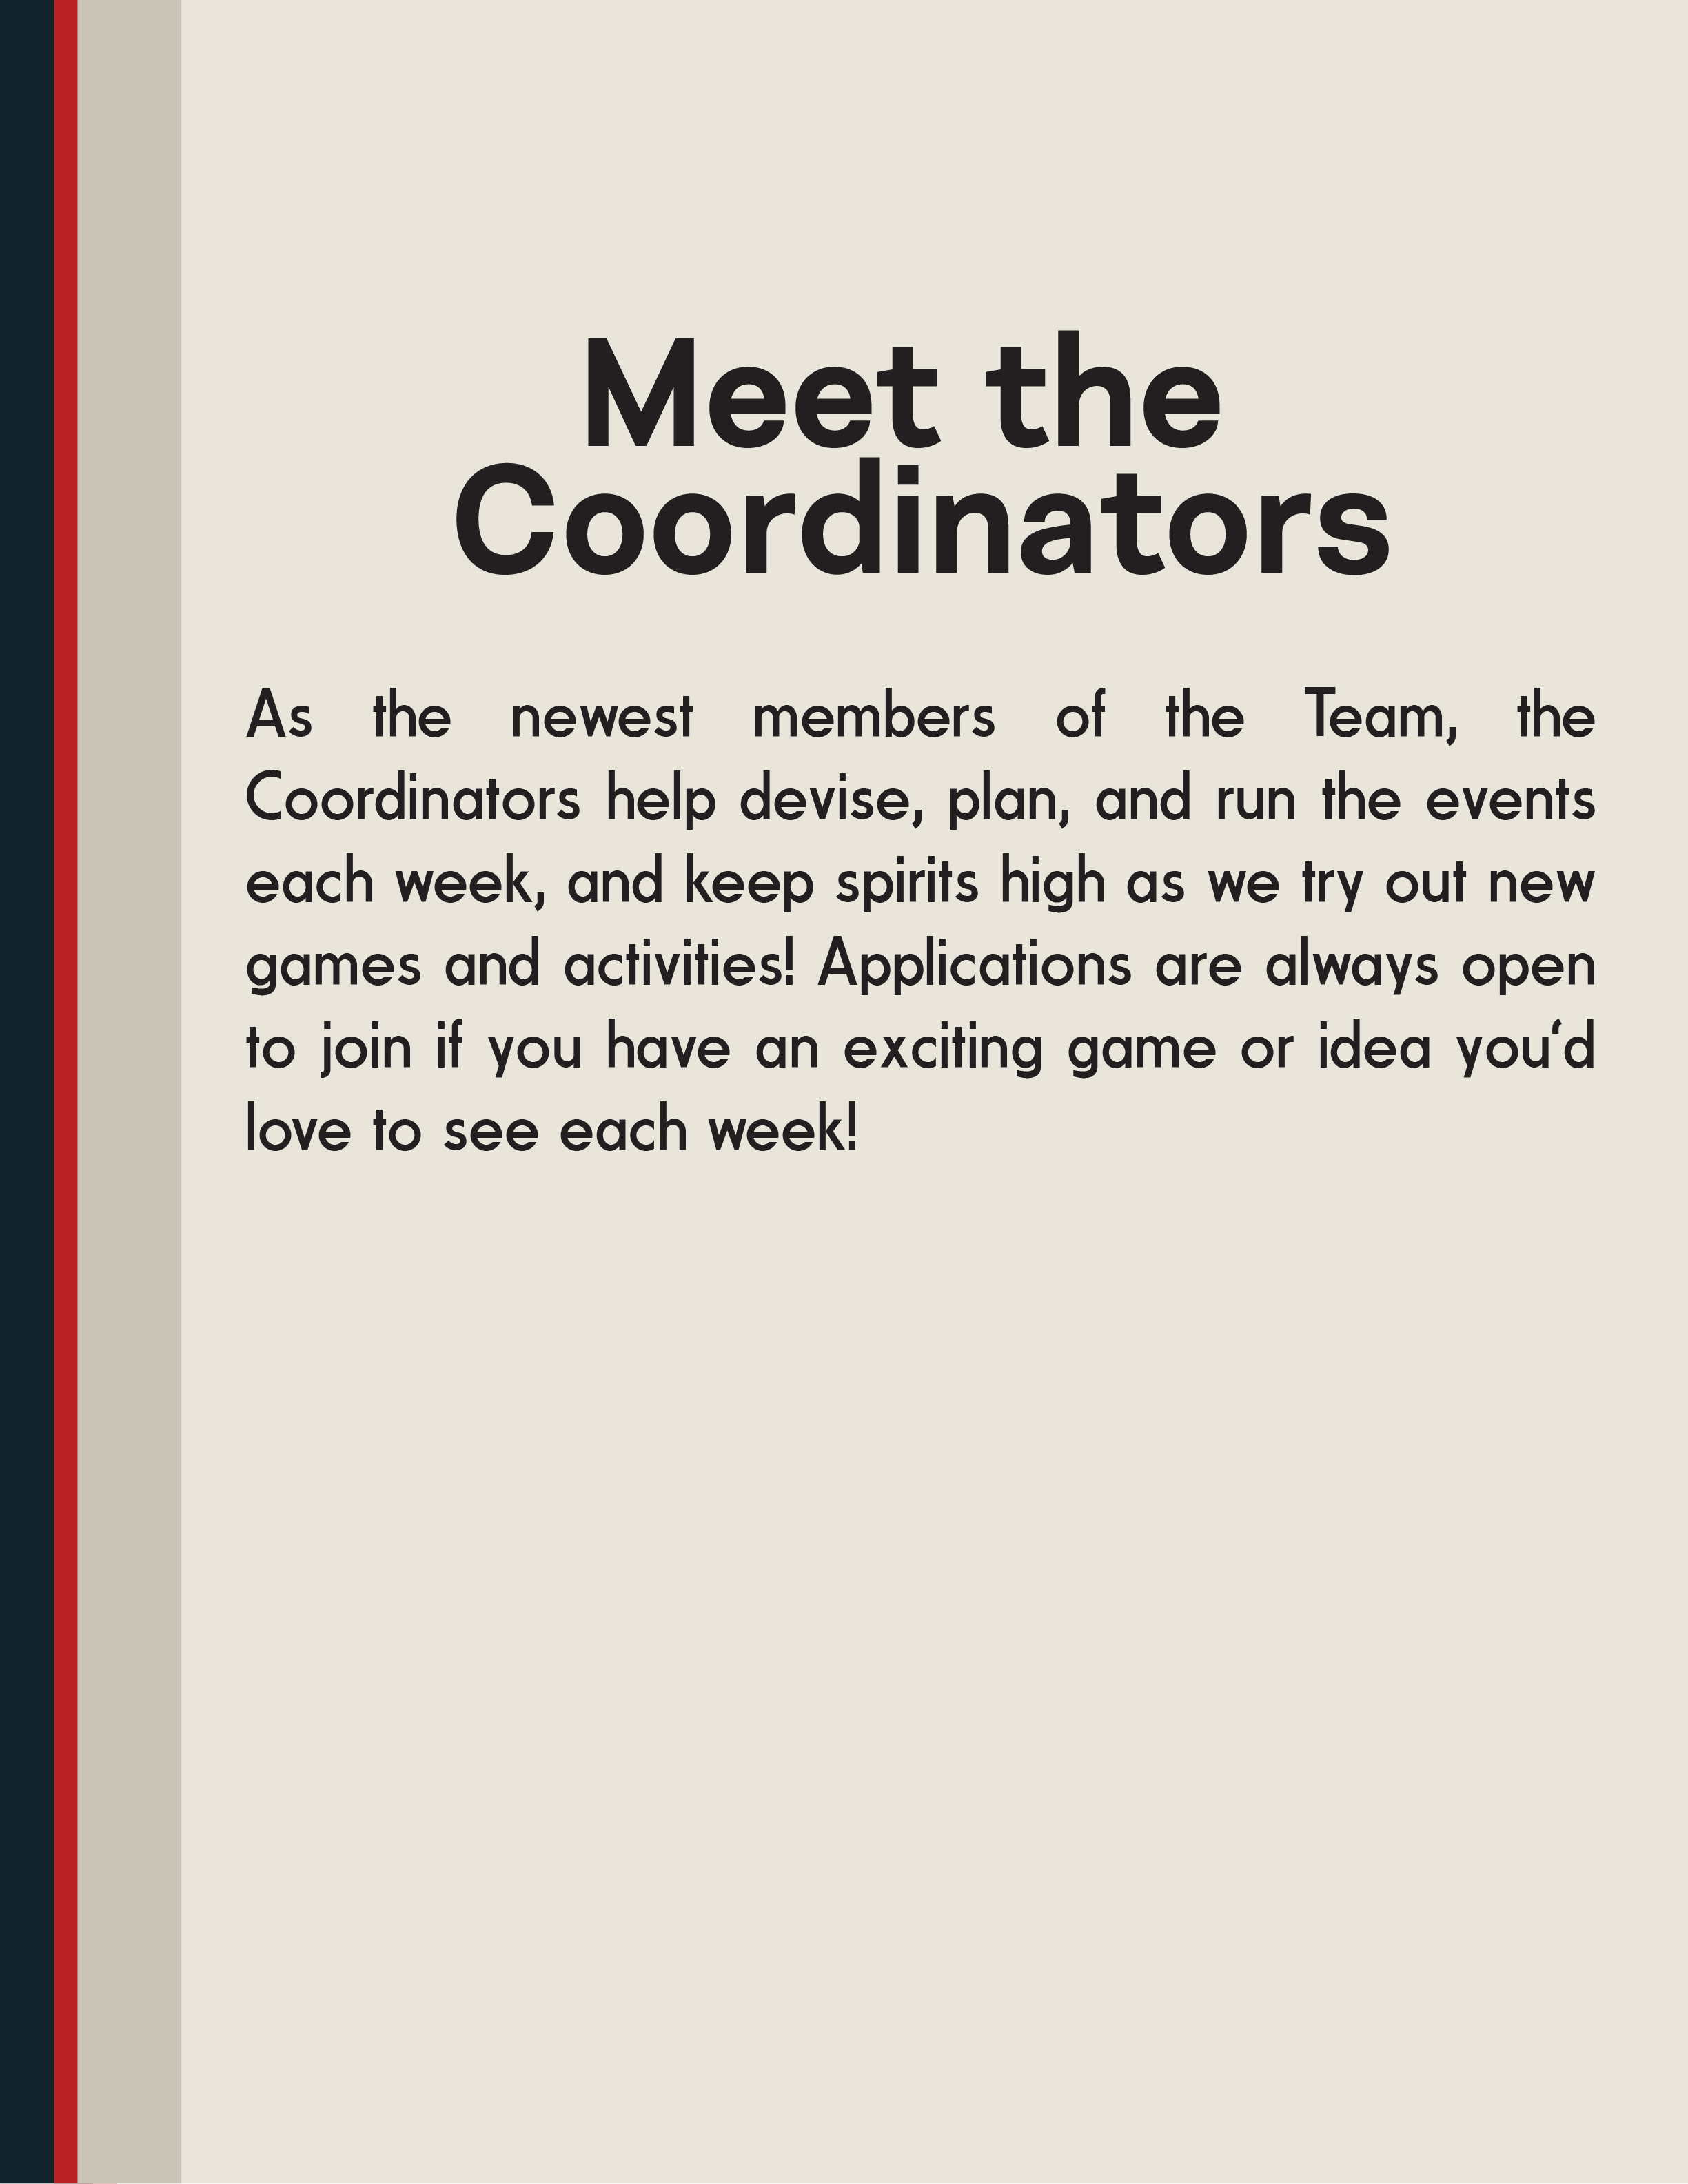 Meet the
Coordinators
As the newest members of the Team, the
Coordinators help devise, plan, and run the events
each week, and keep spirits high as we try out new
games and activities! Applications are always open
to join if you have an exciting game or idea you‘d
love to see each week!